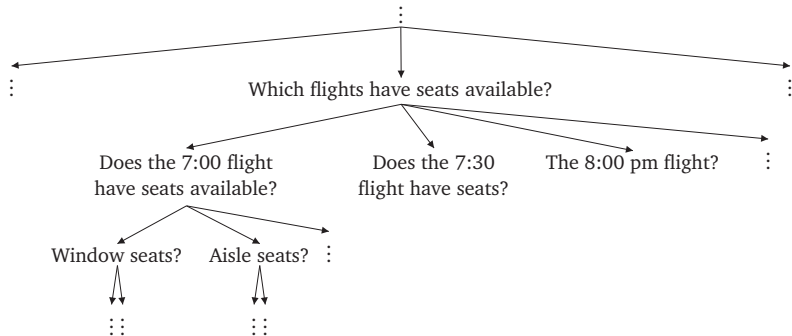 ⋮
⋮ Which flights have seats available? ⋮
Does the 7:00 flight
have seats available?
Does the 7:30
flight have seats?
The 8:00 pm flight?
⋮
Window seats? Aisle seats? ⋮
⋮ ⋮ ⋮ ⋮